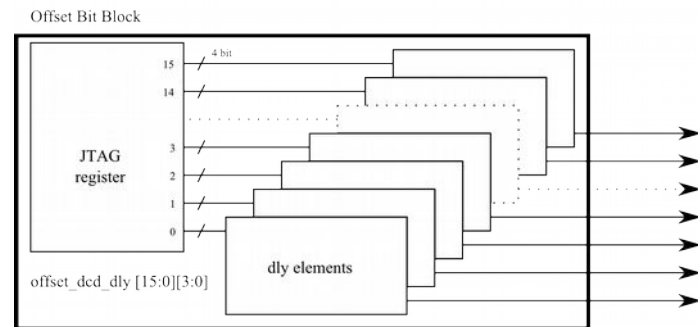 Offset Bit Block
15
4 bit
14
JTAG
register
3
2
1
0
dly elements
offset_dcd_dly [15:0][3:0]